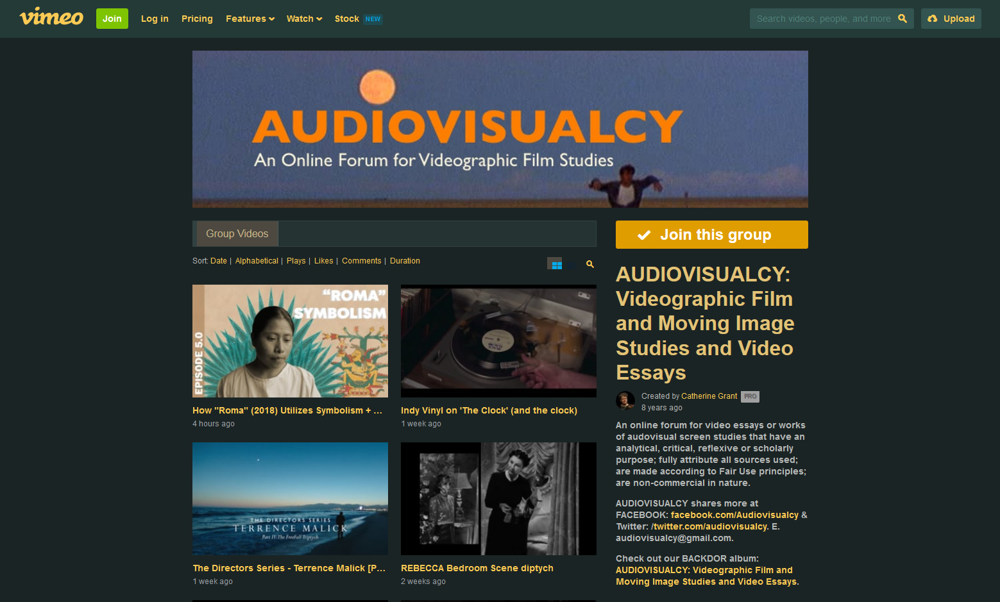 vimeo
Join
Log in
Pricing
Features
Watch
Stock NEW
Search videos, people, and more
Upload
AUDIOVISUALCY
An Online Forum for Videographic Film Studies
Group Videos
Sort: Date | Alphabetical | Plays | Likes | Comments | Duration
"ROMA"
SYMBOLISM
EPISODE 5.0
How "Roma" (2018) Utilizes Symbolism + ...
4 hours ago
Indy Vinyl on 'The Clock' (and the clock)
1 week ago
THE DIRECTORS SERIES
TERRENCE MALICK
Part IV: The Freefall Triptych
The Directors Series - Terrence Malick [P...
1 week ago
REBECCA Bedroom Scene diptych
2 weeks ago
Join this group
AUDIOVISUALCY:
Videographic Film
and Moving Image
Studies and Video
Essays
Created by Catherine Grant PRO
8 years ago
An online forum for video essays or works
of audovisual screen studies that have an
analytical, critical, reflexive or scholarly
purpose; fully attribute all sources used;
are made according to Fair Use principles;
are non-commercial in nature.
AUDIOVISUALCY shares more at
FACEBOOK: facebook.com/Audiovisualcy &
Twitter: /twitter.com/audiovisualcy. E.
audiovisualcy@gmail.com.
Check out our BACKDOR album:
AUDIOVISUALCY: Videographic Film and
Moving Image Studies and Video Essays.